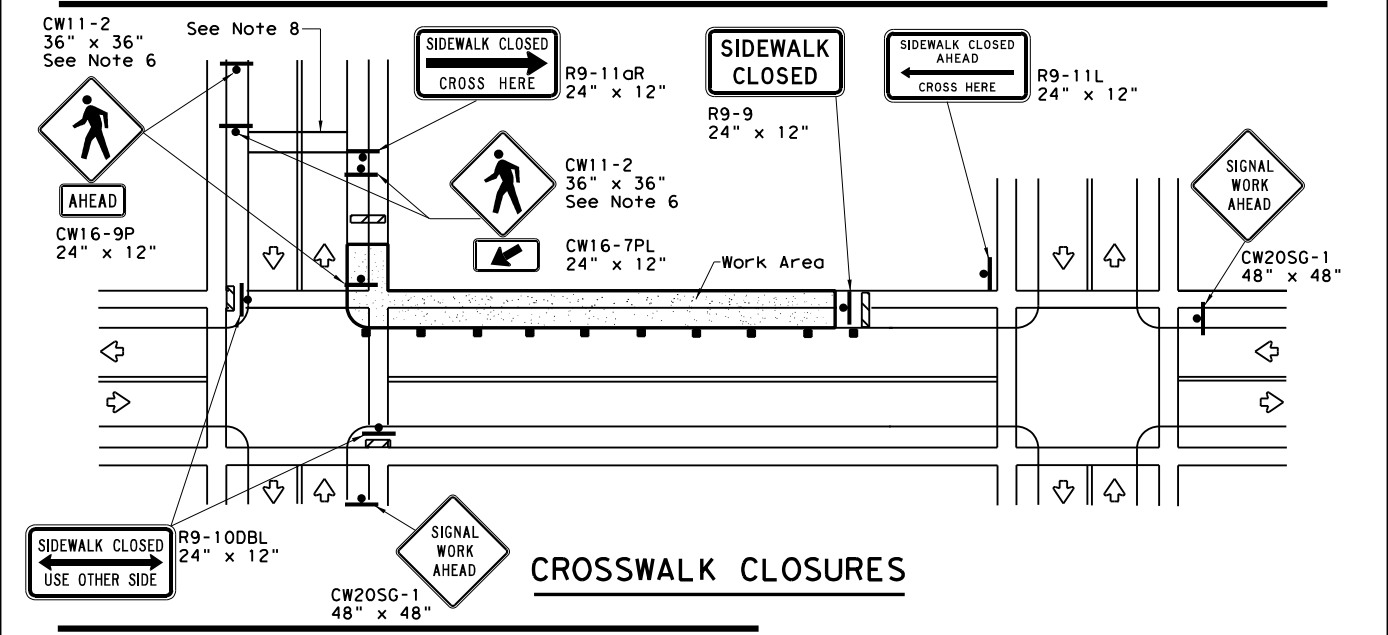 CW11-2
36" x 36"
See Note 6
AHEAD
CW16-9P
24" x 12"
See Note 8
SIDEWALK CLOSED
CROSS HERE
R9-11aR
24" x 12"
CW11-2
36" x 36"
See Note 6
CW16-7PL
24" x 12"
SIDEWALK
CLOSED
R9-9
24" x 12"
SIDEWALK CLOSED
AHEAD
CROSS HERE
R9-11L
24" x 12"
SIGNAL
WORK
AHEAD
CW20SG-1
48" x 48"
Work Area
SIDEWALK CLOSED
USE OTHER SIDE
R9-10DBL
24" x 12"
SIGNAL
WORK
AHEAD
CW20SG-1
48" x 48"
CROSSWALK CLOSURES